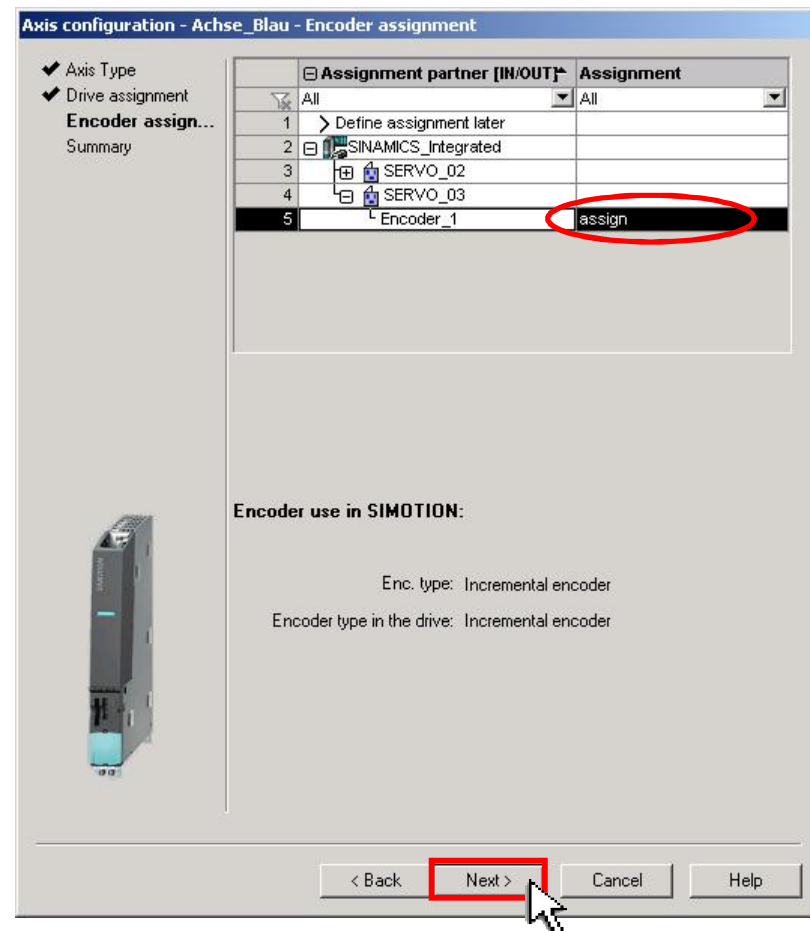 Axis configuration - Achse_Blau - Encoder assignment
Axis Type
Drive assignment
Encoder assign...
Summary
Assignment partner [IN/OUT] Assignment
All All
1 Define assignment later
2 SINAMICS_Integrated
3 SERVO_02
4 SERVO_03
5 Encoder_1 assign
Encoder use in SIMOTION:
Enc. type: Incremental encoder
Encoder type in the drive: Incremental encoder
SIMOTION
< Back Next > Cancel Help